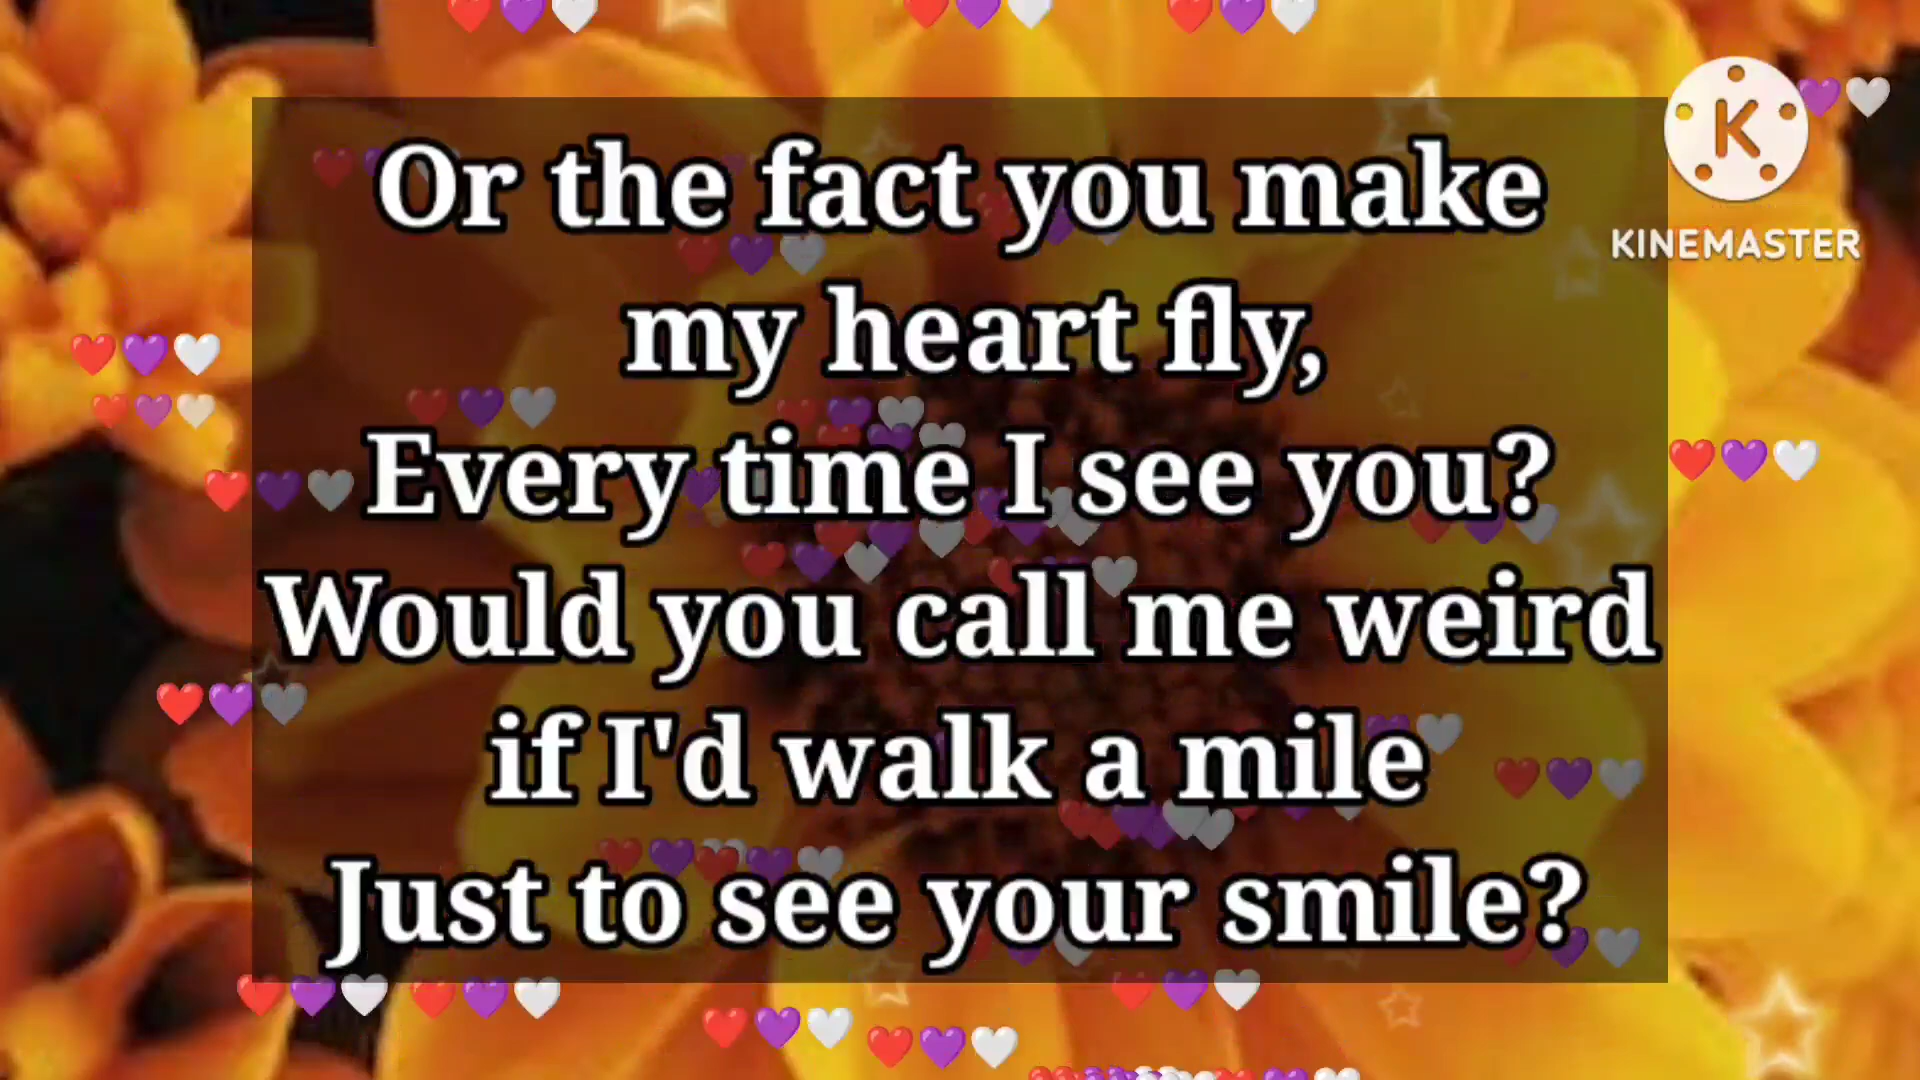 Or the fact you make
my heart fly,
Every time I see you?
Would you call me weird
if I'd walk a mile
Just to see your smile?
K
KINEMASTER